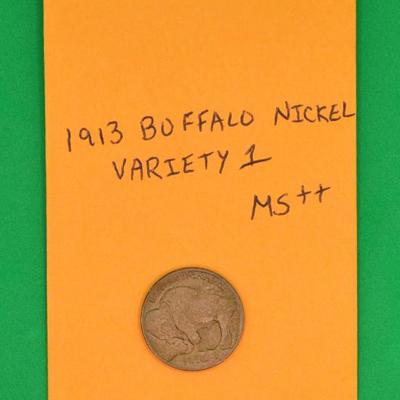 1913 BUFFALO NICKEL
VARIETY 1
MS++